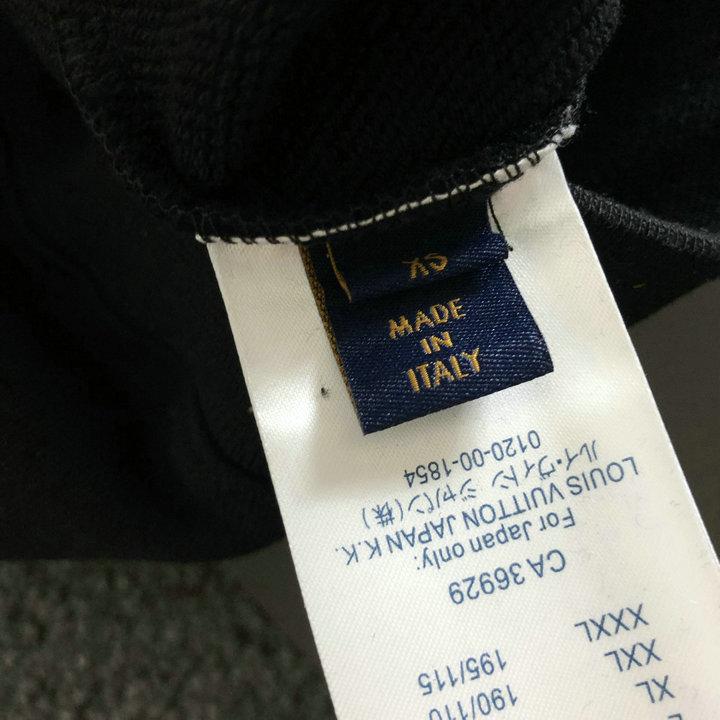 XS
MADE
IN
ITALY
XL
XXL 190/110
XXXL 195/115
CA 36929
For Japan only:
LOUIS VUITTON JAPAN K.K.
ルイ・ヴィトン ジャパン(株)
0120-00-1854